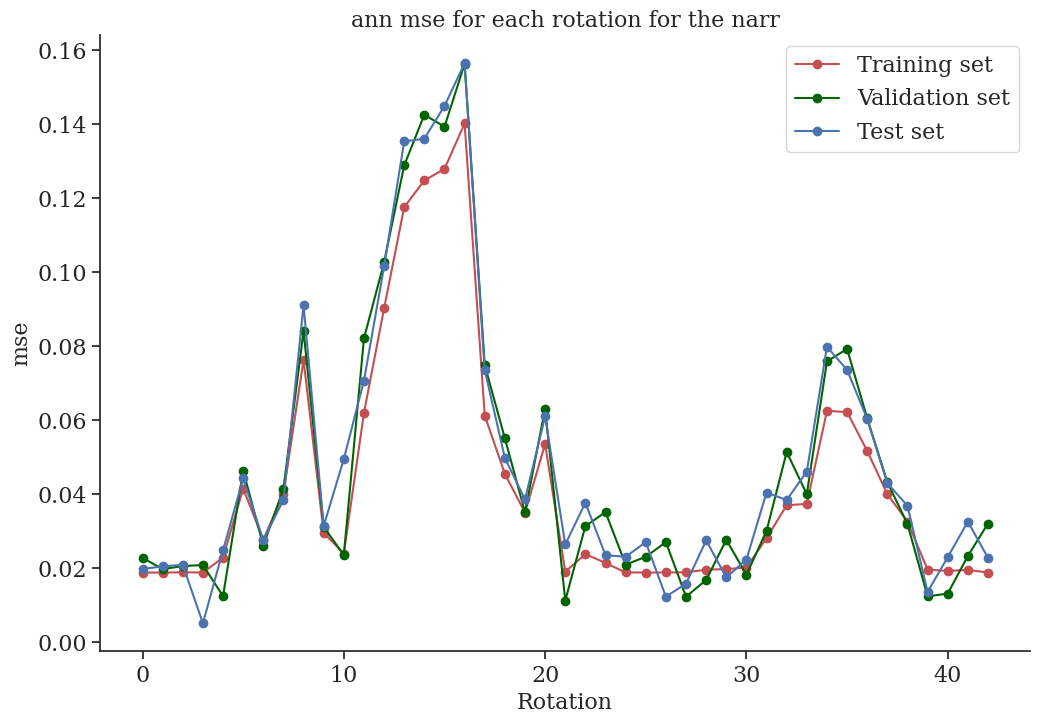 ann mse for each rotation for the narr
Training set
Validation set
Test set
mse
0.16
0.14
0.12
0.10
0.08
0.06
0.04
0.02
0.00
0 10 20 30 40
Rotation